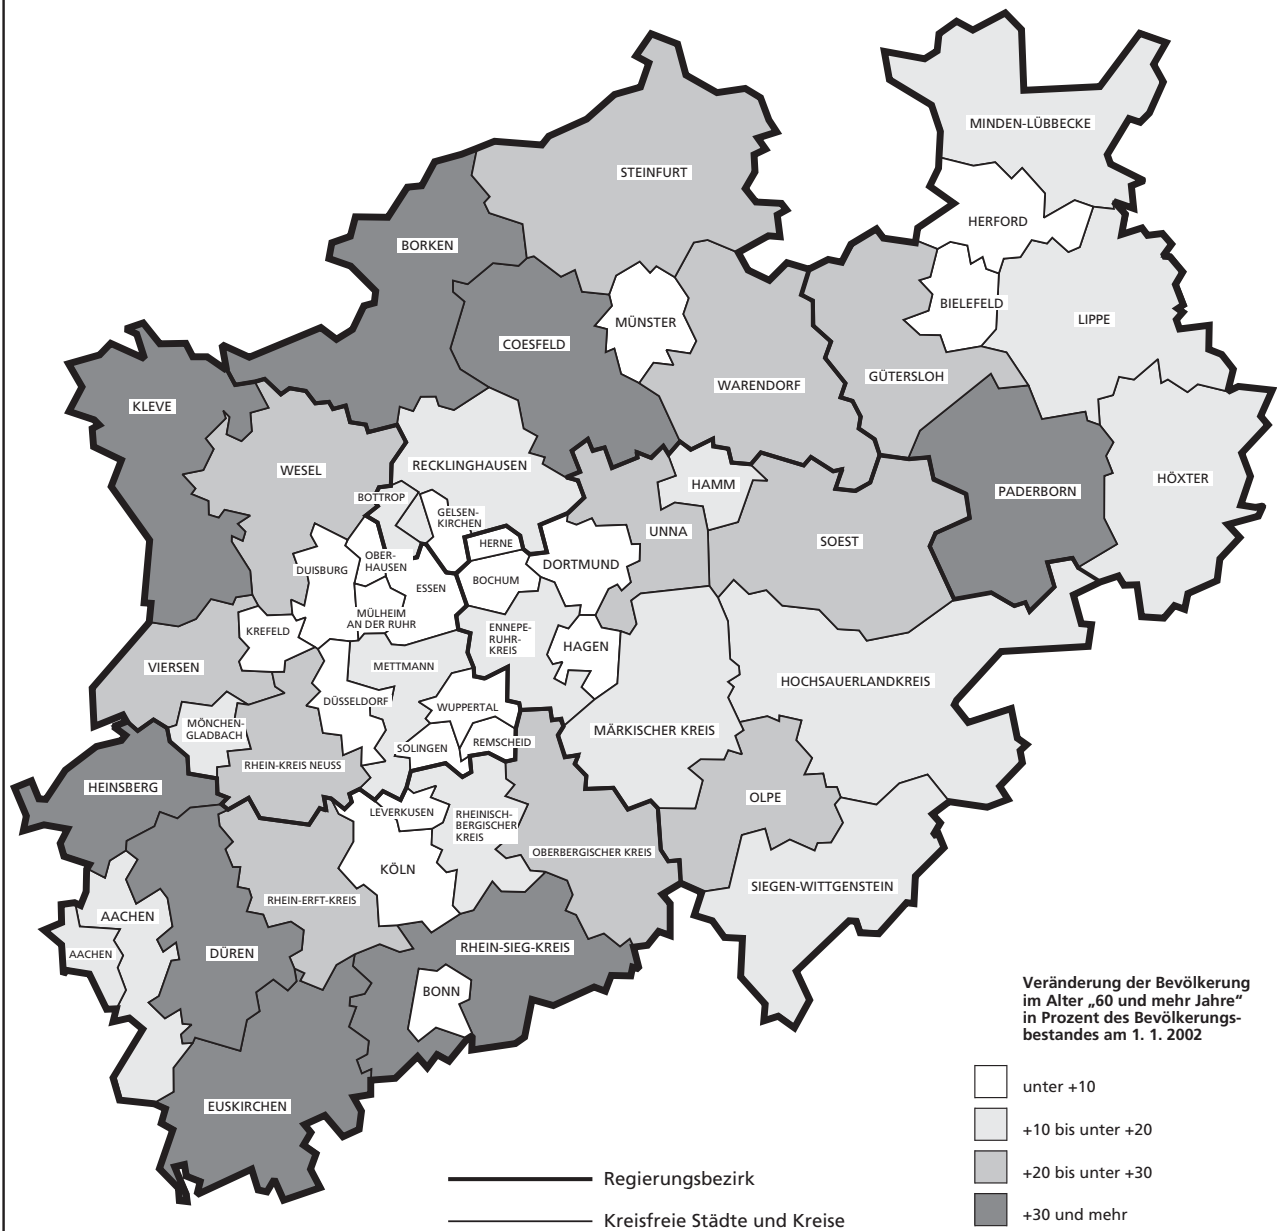 MINDEN-LÜBBECKE
STEINFURT
HERFORD
BORKEN
BIELEFELD
MÜNSTER
LIPPE
COESFELD
GÜTERSLOH
WARENDORF
KLEVE
RECKLINGHAUSEN
WESEL
HÖXTER
HAMM
PADERBORN
BOTTROP
GELSEN-
KIRCHEN
UNNA
SOEST
HERNE
OBER-
HAUSEN
DORTMUND
DUISBURG
BOCHUM
ESSEN
MÜLHEIM
AN DER RUHR
KREFELD
ENNEPE-
RUHR-
KREIS
HAGEN
VIERSEN
METTMANN
HOCHSAUERLANDKREIS
DÜSSELDORF
WUPPERTAL
MÖNCHEN-
GLADBACH
MÄRKISCHER KREIS
SOLINGEN
REMSCHEID
RHEIN-KREIS NEUSS
HEINSBERG
OLPE
LEVERKUSEN
RHEINISCH-
BERGISCHER
KREIS
OBERBERGISCHER KREIS
KÖLN
SIEGEN-WITTGENSTEIN
RHEIN-ERFT-KREIS
AACHEN
RHEIN-SIEG-KREIS
AACHEN
DÜREN
BONN
EUSKIRCHEN
Veränderung der Bevölkerung
im Alter „60 und mehr Jahre“
in Prozent des Bevölkerungs-
bestandes am 1. 1. 2002
unter +10
+10 bis unter +20
+20 bis unter +30
+30 und mehr
Regierungsbezirk
Kreisfreie Städte und Kreise